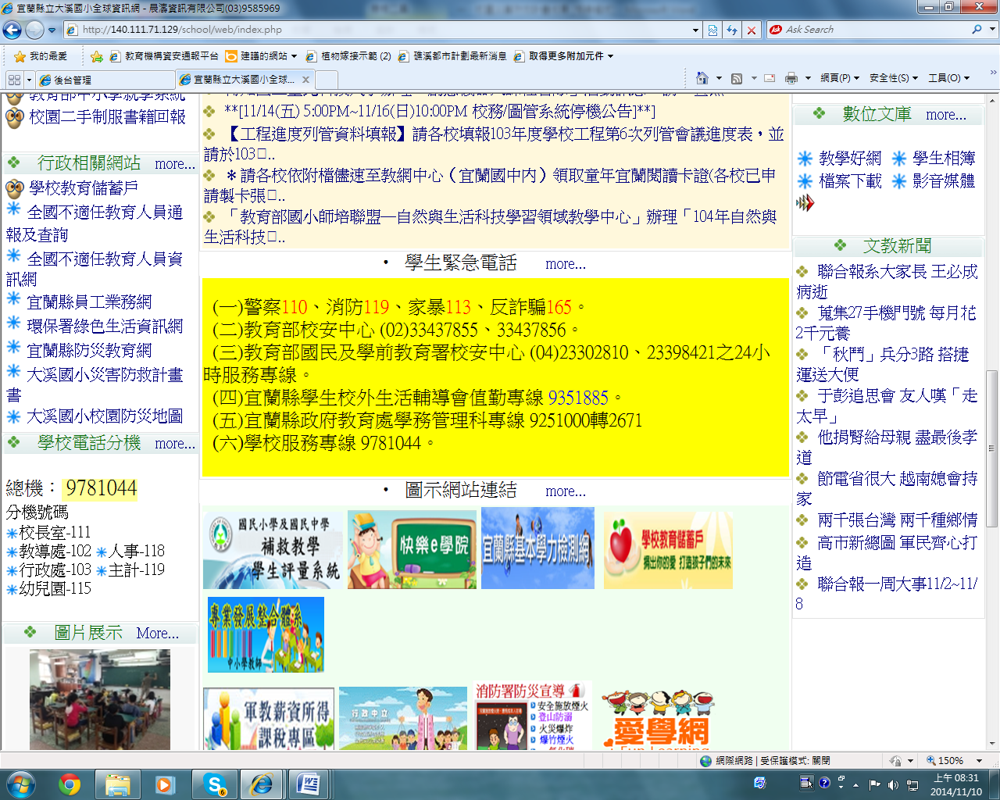 宜蘭縣立大溪國小全球資訊網 - 晨濤資訊有限公司(03)9585969
http://140.111.71.129/school/web/index.php
Ask Search
我的最愛
教育機構資安通報平台
建議的網站
植物嫁接示範 (2)
礁溪都市計劃最新消息
取得更多附加元件
後台管理
宜蘭縣立大溪國小全球...
網頁(P)
安全性(S)
工具(O)
教育部中小學就學系統
校園二手制服書籍回報
行政相關網站 more...
學校教育儲蓄戶
全國不適任教育人員通
報及查詢
全國不適任教育人員資
訊網
宜蘭縣員工業務網
環保署綠色生活資訊網
宜蘭縣防災教育網
大溪國小災害防救計畫
書
大溪國小校園防災地圖
學校電話分機 more...
總機： 9781044
分機號碼
校長室-111
教導處-102 人事-118
行政處-103 主計-119
幼兒園-115
圖片展示 More...
**[11/14(五) 5:00PM~11/16(日)10:00PM 校務/圖管系統停機公告]**]
【工程進度列管資料填報】請各校填報103年度學校工程第6次列管會議進度表，並
請於103□..
＊請各校依附檔儘速至教網中心（宜蘭國中內）領取童年宜蘭閱讀卡證(各校已申
請製卡張□..
「教育部國小師培聯盟—自然與生活科技學習領域教學中心」辦理「104年自然與
生活科技□..
‧ 學生緊急電話 more...
(一)警察110、消防119、家暴113、反詐騙165。
(二)教育部校安中心 (02)33437855、33437856。
(三)教育部國民及學前教育署校安中心 (04)23302810、23398421之24小
時服務專線。
(四)宜蘭縣學生校外生活輔導會值勤專線 9351885。
(五)宜蘭縣政府教育處學務管理科專線 9251000轉2671
(六)學校服務專線 9781044。
‧ 圖示網站連結 more...
國民小學及國民中學
補救教學
學生評量系統
快樂e學院
宜蘭縣基本學力檢測網
學校教育儲蓄戶
捐出你的愛 打造孩子們的未來
專業發展整合體系
中小學教師
軍教薪資所得
課稅專區
行政中立
消防署防災宣導
安全施放煙火
登山防溺
火災爆炸
爆竹煙火
愛學網
數位文庫 more...
教學好網 學生相簿
檔案下載 影音媒體
文教新聞
聯合報系大家長 王必成
病逝
蒐集27手機門號 每月花
2千元養
「秋鬥」兵分3路 搭捷
運送大便
于彭追思會 友人嘆「走
太早」
他捐腎給母親 盡最後孝
道
節電省很大 越南媳會持
家
兩千張台灣 兩千種鄉情
高市新總圖 軍民齊心打
造
聯合報一周大事11/2~11/
8
網際網路 | 受保護模式: 關閉
150%
上午 08:31
2014/11/10